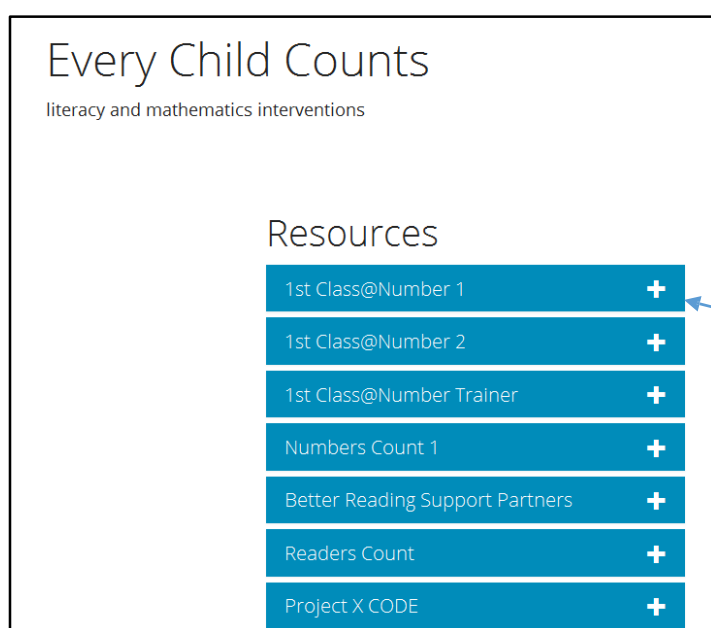 Every Child Counts
literacy and mathematics interventions
Resources
1st Class@Number 1
1st Class@Number 2
1st Class@Number Trainer
Numbers Count 1
Better Reading Support Partners
Readers Count
Project X CODE